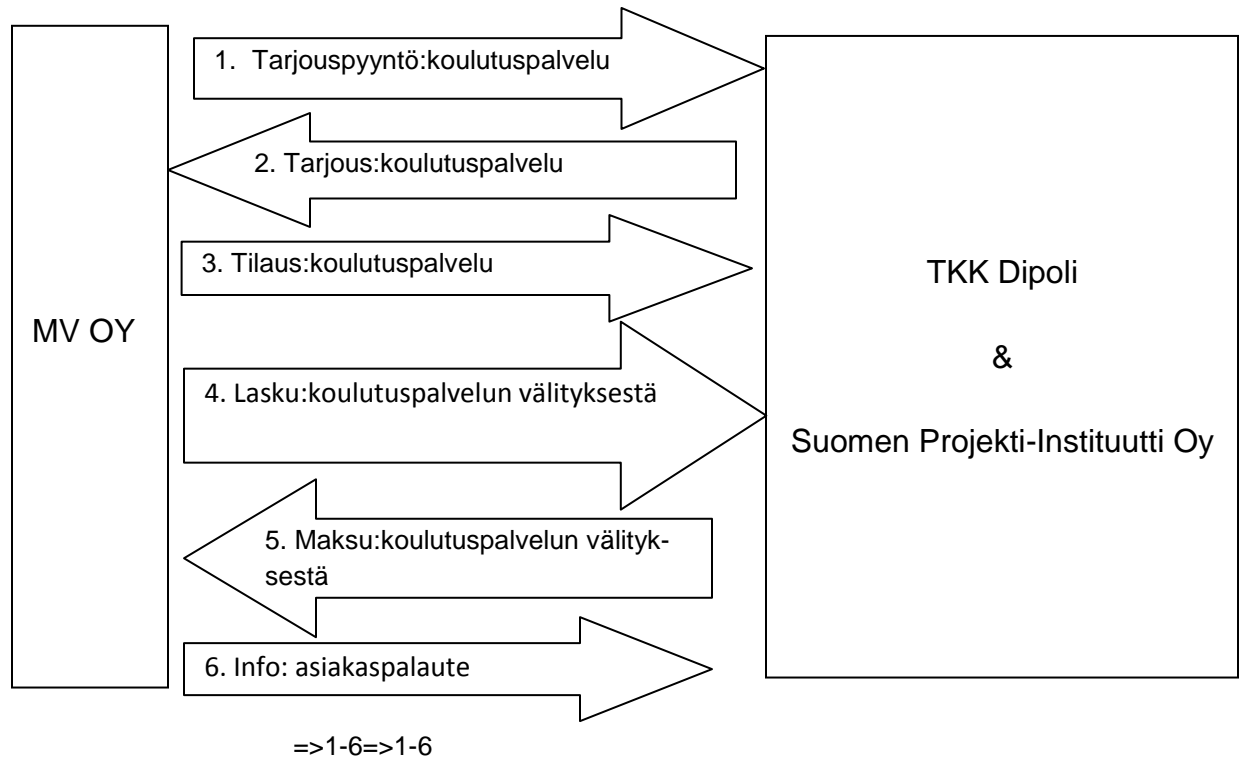 MV OY
1. Tarjouspyyntö:koulutuspalvelu
2. Tarjous:koulutuspalvelu
3. Tilaus:koulutuspalvelu
4. Lasku:koulutuspalvelun välityksestä
5. Maksu:koulutuspalvelun välityk-
sestä
6. Info: asiakaspalaute
TKK Dipoli
&
Suomen Projekti-Instituutti Oy
=>1-6=>1-6